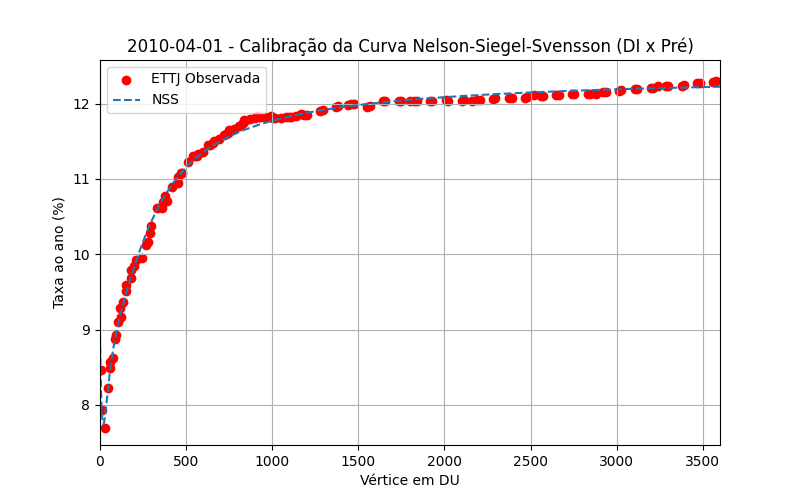 2010-04-01 - Calibração da Curva Nelson-Siegel-Svensson (DI x Pré)
ETTJ Observada
NSS
Taxa ao ano (%)
12
11
10
9
8
0 500 1000 1500 2000 2500 3000 3500
Vértice em DU